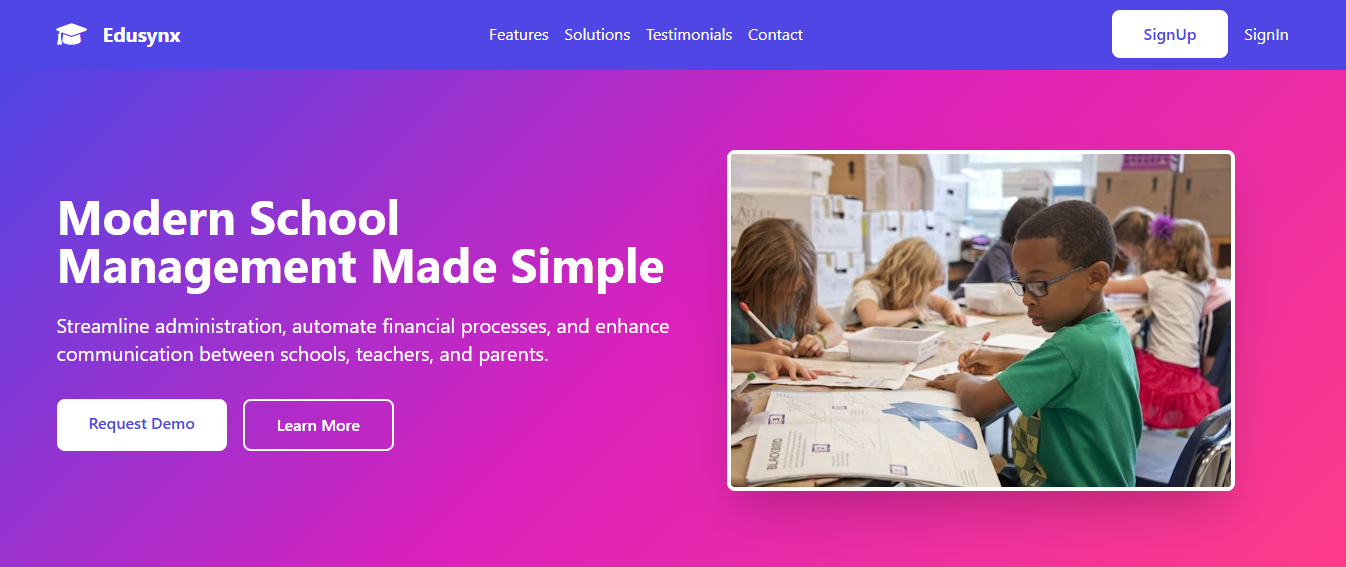 Edusynx
Features Solutions Testimonials Contact
SignUp SignIn
Modern School
Management Made Simple
Streamline administration, automate financial processes, and enhance
communication between schools, teachers, and parents.
Request Demo Learn More
BLACKBIRD